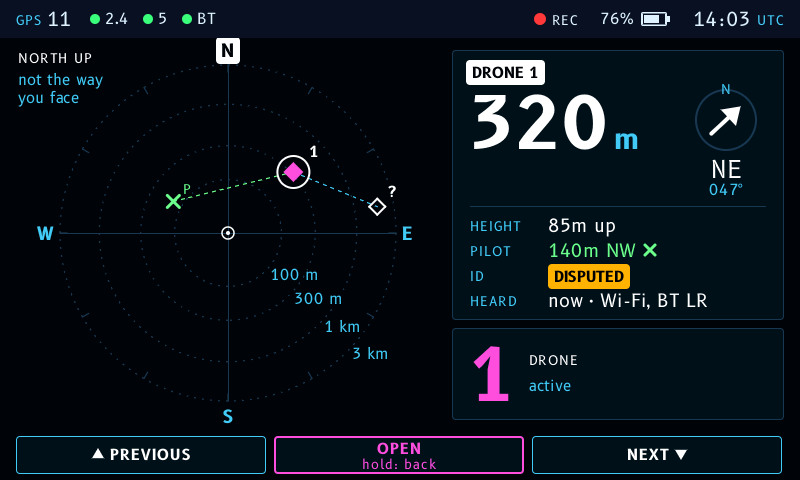 GPS 11 2.4 5 BT REC 76% 14:03 UTC
NORTH UP
not the way
you face
N
W
E
S
P
1
?
100 m
300 m
1 km
3 km
DRONE 1
320 m
N
NE
047°
HEIGHT 85m up
PILOT 140m NW
ID DISPUTED
HEARD now · Wi-Fi, BT LR
1 DRONE
active
PREVIOUS
OPEN
hold: back
NEXT